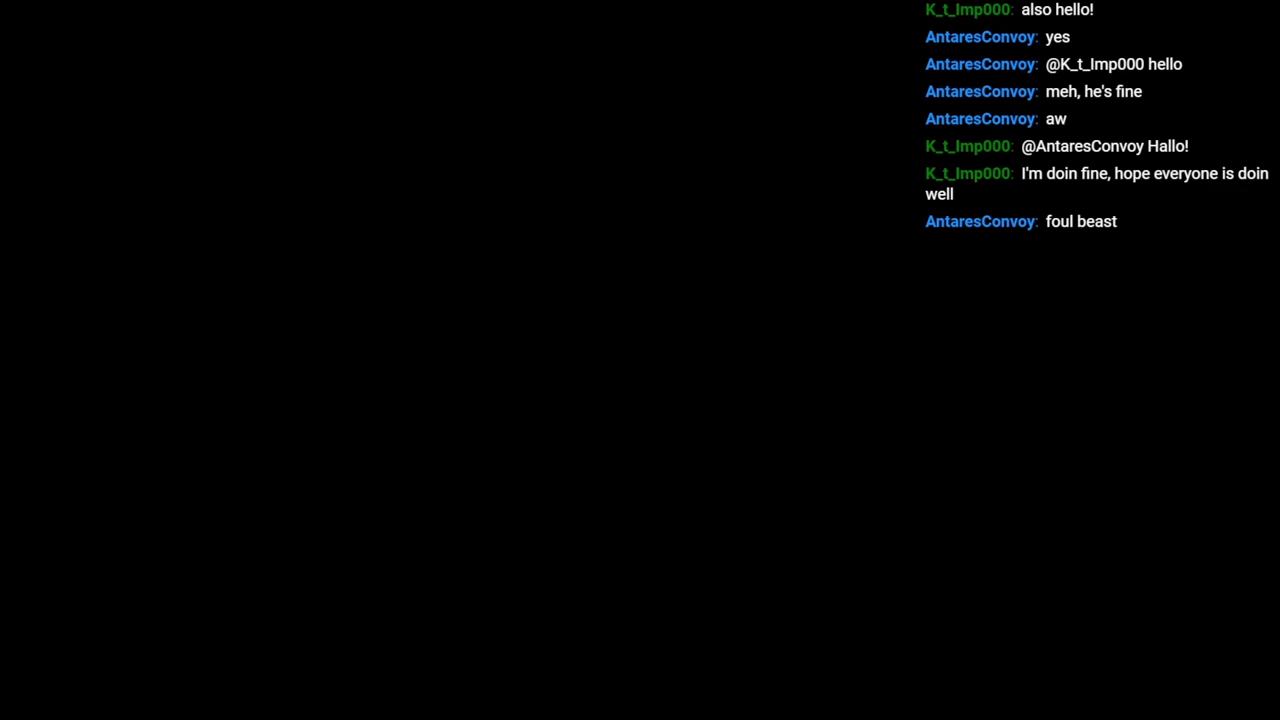 K_t_Imp000: also hello!
AntaresConvoy: yes
AntaresConvoy: @K_t_Imp000 hello
AntaresConvoy: meh, he's fine
AntaresConvoy: aw
K_t_Imp000: @AntaresConvoy Hallo!
K_t_Imp000: I'm doin fine, hope everyone is doin
well
AntaresConvoy: foul beast